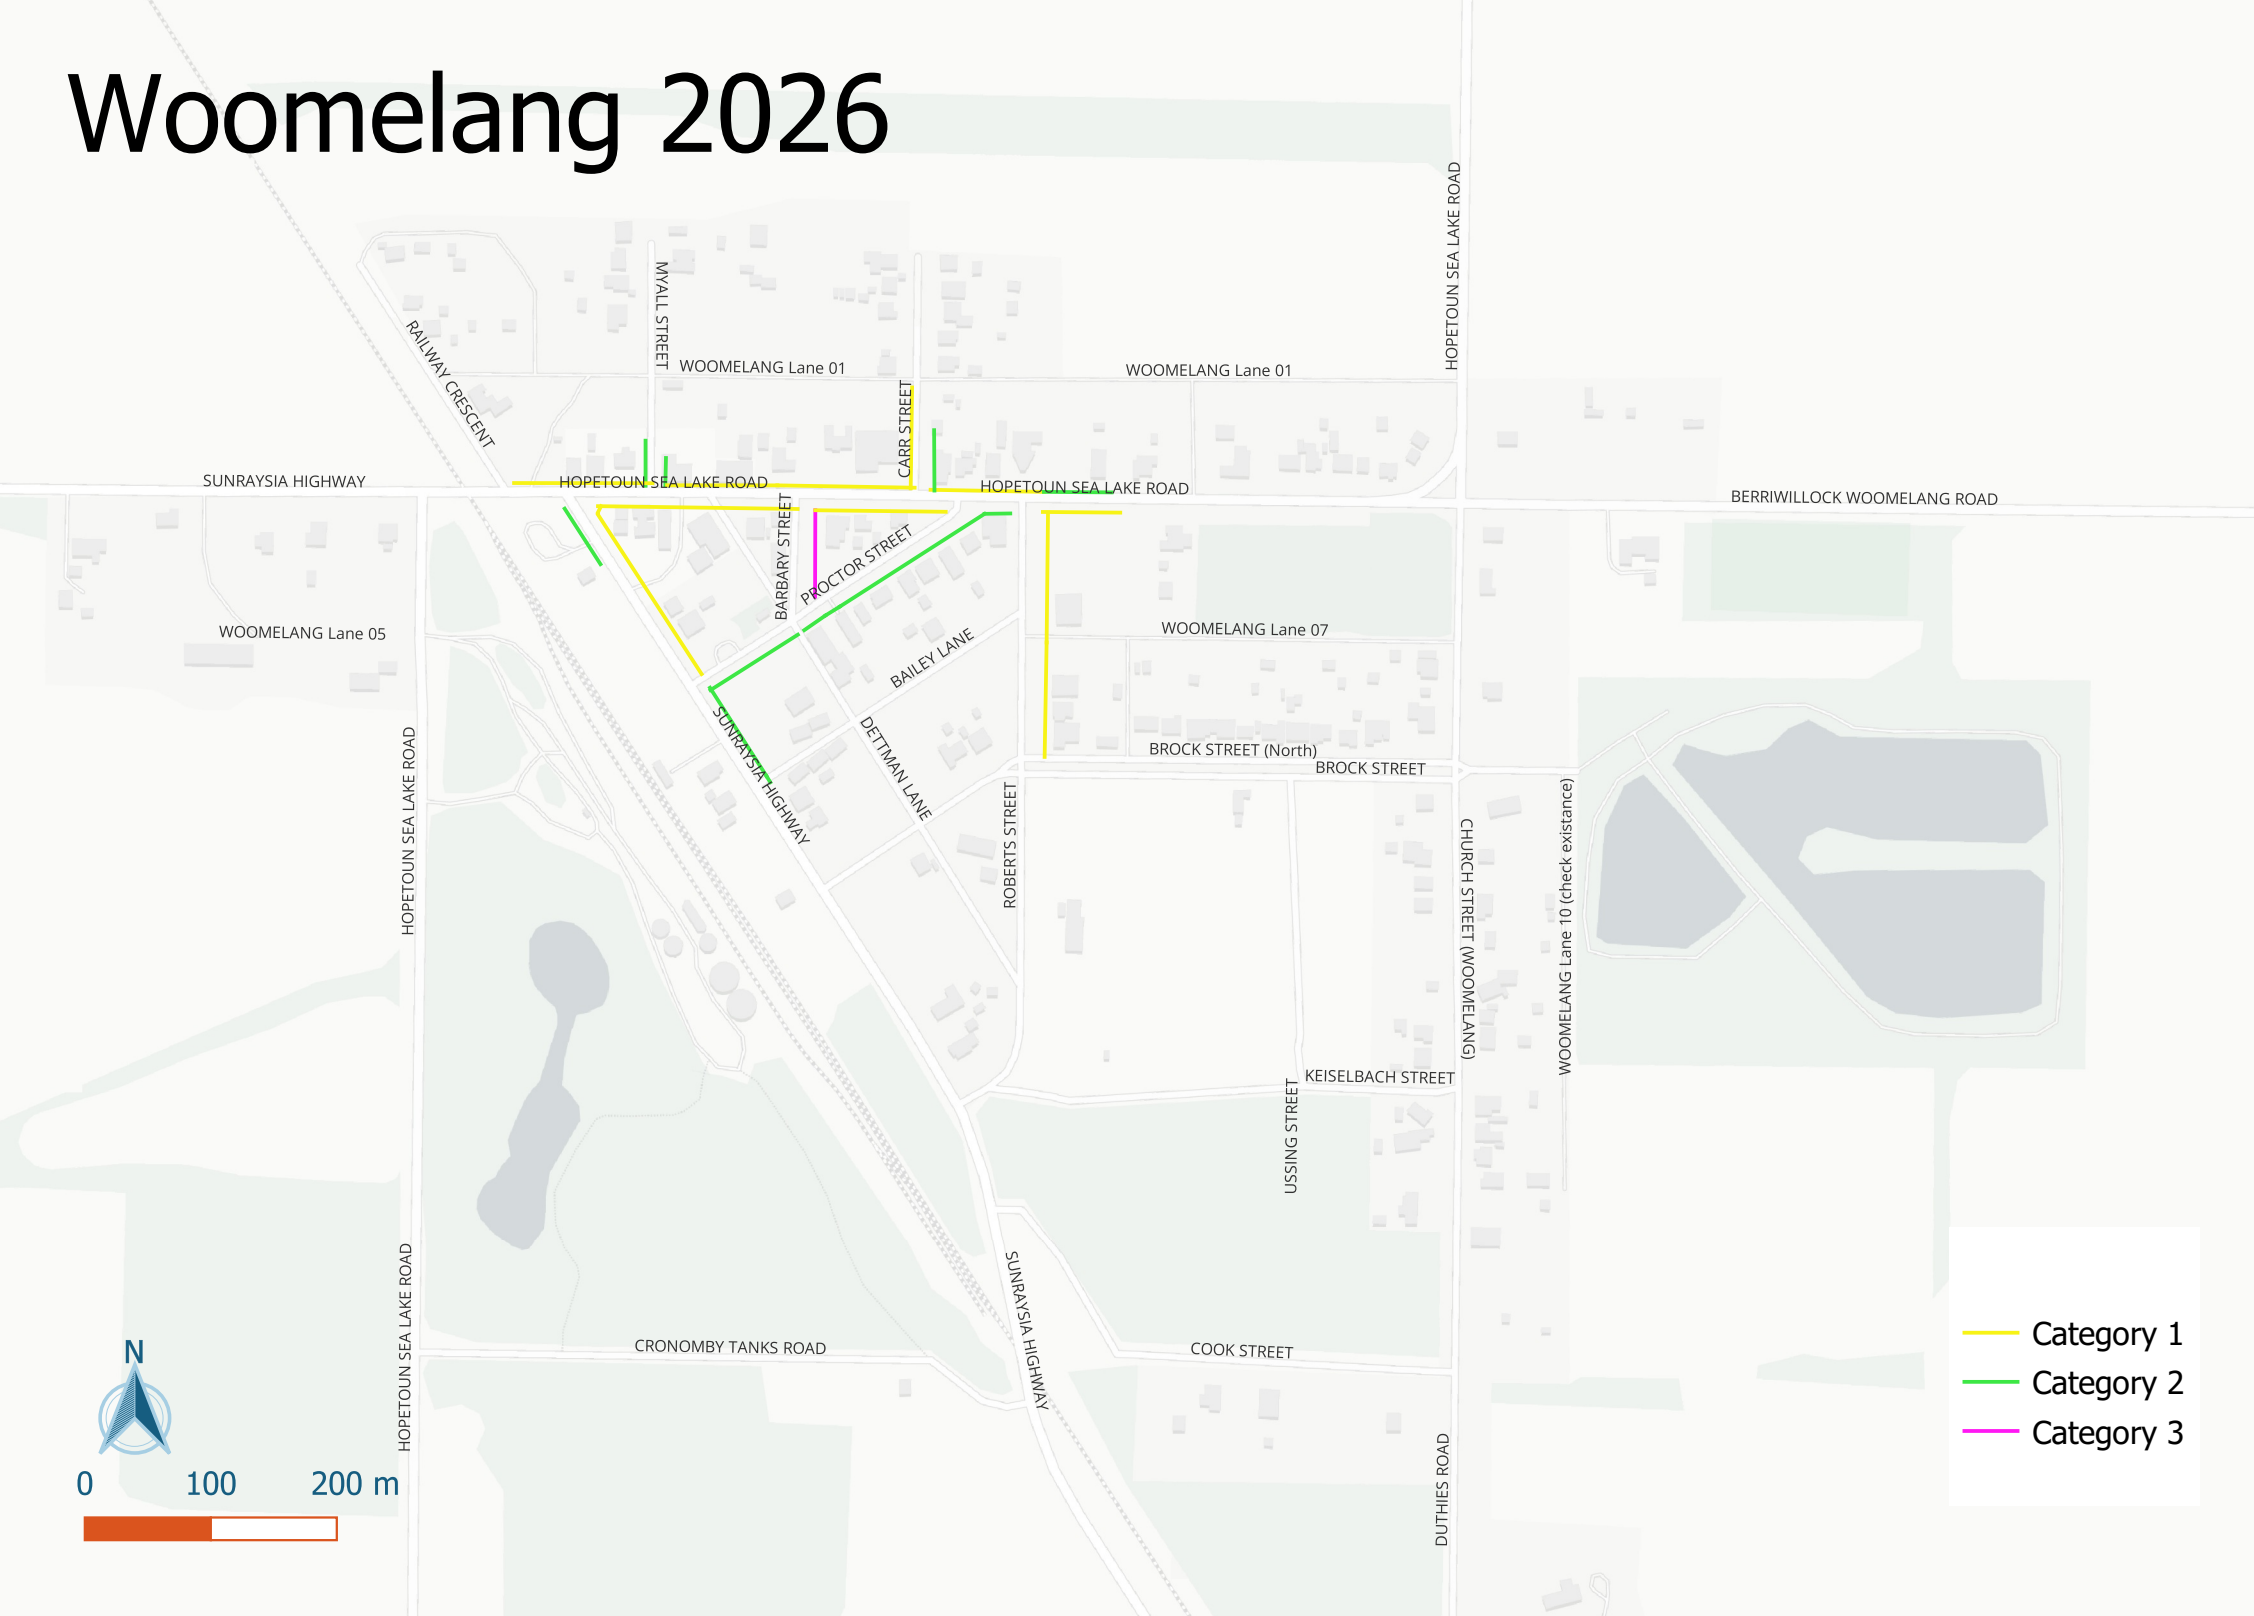 Woomelang 2026
HOPETOUN SEA LAKE ROAD
MYALL STREET
RAILWAY CRESCENT
WOOMELANG Lane 01
WOOMELANG Lane 01
CARR STREET
SUNRAYSIA HIGHWAY
HOPETOUN SEA LAKE ROAD
HOPETOUN SEA LAKE ROAD
BERRIWILLOCK WOOMELANG ROAD
BARBARY STREET
PROCTOR STREET
WOOMELANG Lane 05
WOOMELANG Lane 07
BAILEY LANE
SUNRAYSIA HIGHWAY
DETTMAN LANE
HOPETOUN SEA LAKE ROAD
BROCK STREET (North)
BROCK STREET
ROBERTS STREET
CHURCH STREET (WOOMELANG)
WOOMELANG Lane 10 (check existance)
KEISELBACH STREET
USSING STREET
HOPETOUN SEA LAKE ROAD
SUNRAYSIA HIGHWAY
CRONOMBY TANKS ROAD
COOK STREET
DUTHIES ROAD
N
0 100 200 m
Category 1
Category 2
Category 3